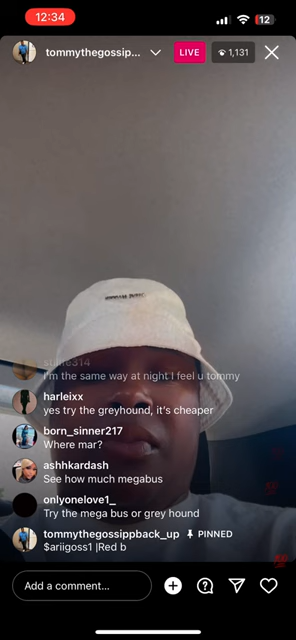 12:34
12
tommythegossip...
LIVE
1,131
stine314
I'm the same way at night I feel u tommy
harleixx
yes try the greyhound, it's cheaper
born_sinner217
Where mar?
ashhkardash
See how much megabus
onlyonelove1_
Try the mega bus or grey hound
tommythegossippback_up PINNED
$ariigoss1 |Red b
Add a comment...